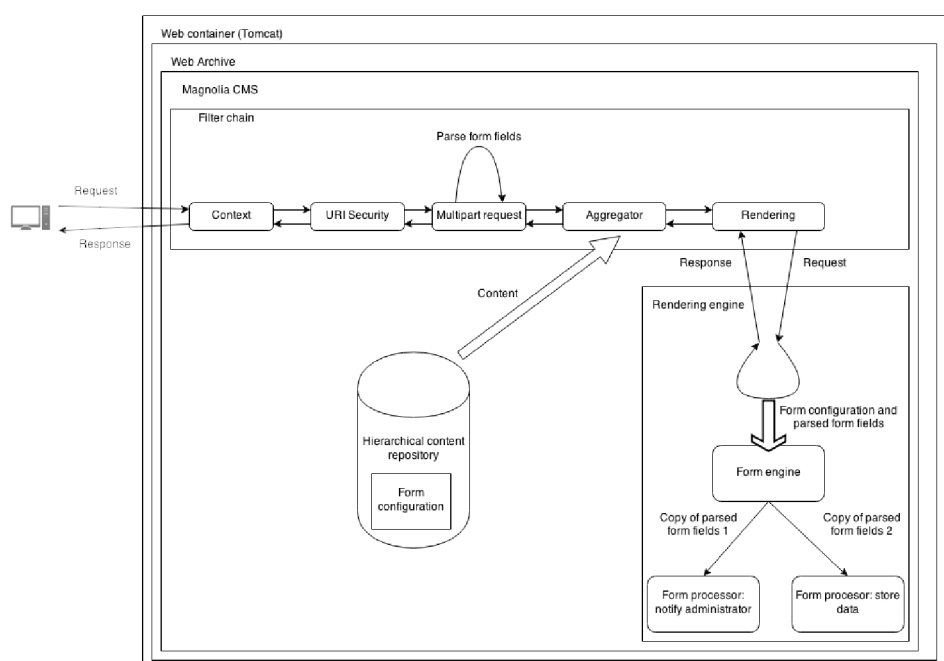 Web container (Tomcat)
Web Archive
Magnolia CMS
Filter chain
Parse form fields
Request
Context
URI Security
Multipart request
Aggregator
Rendering
Response
Response
Request
Content
Rendering engine
Form configuration and
parsed form fields
Hierarchical content
repository
Form
configuration
Form engine
Copy of parsed
form fields 1
Copy of parsed
form fields 2
Form processor:
notify administrator
Form procesor: store
data